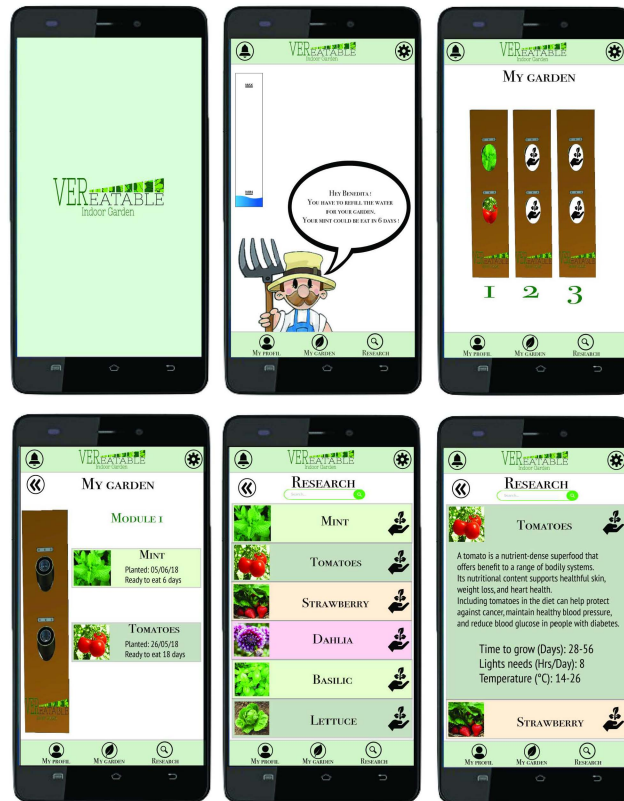 VEREATABLE
Indoor Garden
VEREATABLE
Indoor Garden
MAX
HEY BENEDITA !
YOU HAVE TO REFILL THE WATER
FOR YOUR GARDEN.
YOUR MINT COULD BE EAT IN 6 DAYS !
MY PROFIL MY GARDEN RESEARCH
VEREATABLE
Indoor Garden
MY GARDEN
1 2 3
MY PROFIL MY GARDEN RESEARCH
VEREATABLE
Indoor Garden
MY GARDEN
MODULE 1
MINT
Planted: 05/06/18
Ready to eat 6 days
TOMATOES
Planted: 26/05/18
Ready to eat 18 days
MY PROFIL MY GARDEN RESEARCH
VEREATABLE
Indoor Garden
RESEARCH
Search...
MINT
TOMATOES
STRAWBERRY
DAHLIA
BASILIC
LETTUCE
MY PROFIL MY GARDEN RESEARCH
VEREATABLE
Indoor Garden
RESEARCH
Search...
TOMATOES
A tomato is a nutrient-dense superfood that
offers benefit to a range of bodily systems.
Its nutritional content supports healthful skin,
weight loss, and heart health.
Including tomatoes in the diet can help protect
against cancer, maintain healthy blood pressure,
and reduce blood glucose in people with diabetes.
Time to grow (Days): 28-56
Lights needs (Hrs/Day): 8
Temperature (°C): 14-26
STRAWBERRY
MY PROFIL MY GARDEN RESEARCH